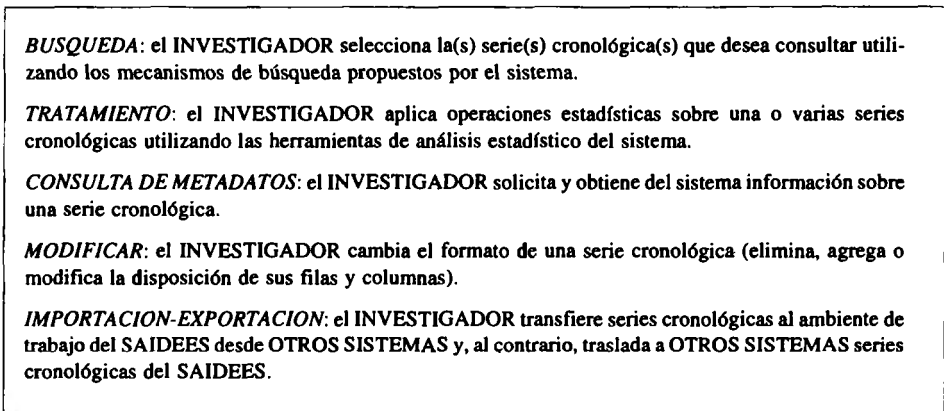 BUSQUEDA: el INVESTIGADOR selecciona la(s) serie(s) cronológica(s) que desea consultar utili-
zando los mecanismos de búsqueda propuestos por el sistema.
TRATAMIENTO: el INVESTIGADOR aplica operaciones estadísticas sobre una o varias series
cronológicas utilizando las herramientas de análisis estadístico del sistema.
CONSULTA DE METADATOS: el INVESTIGADOR solicita y obtiene del sistema información sobre
una serie cronológica.
MODIFICAR: el INVESTIGADOR cambia el formato de una serie cronológica (elimina, agrega o
modifica la disposición de sus filas y columnas).
IMPORTACION-EXPORTACION: el INVESTIGADOR transfiere series cronológicas al ambiente de
trabajo del SAIDEES desde OTROS SISTEMAS y, al contrario, traslada a OTROS SISTEMAS series
cronológicas del SAIDEES.